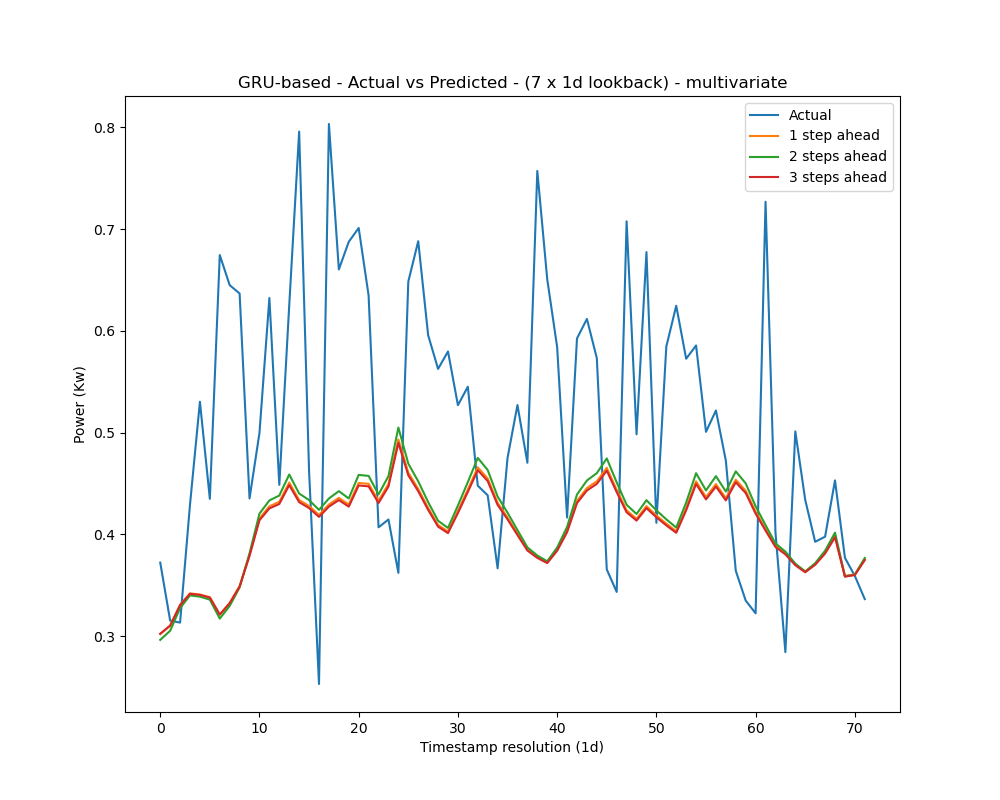 GRU-based - Actual vs Predicted - (7 x 1d lookback) - multivariate
Actual
1 step ahead
2 steps ahead
3 steps ahead
0.8
0.7
0.6
0.5
0.4
0.3
Power (Kw)
0 10 20 30 40 50 60 70
Timestamp resolution (1d)